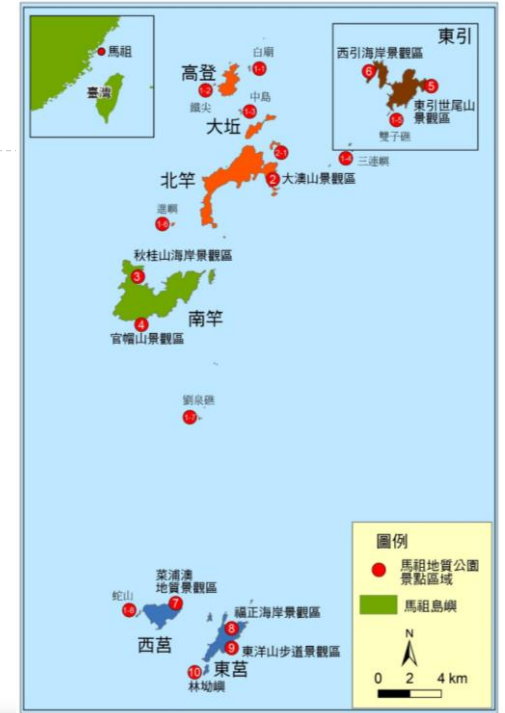 馬祖
臺灣
東引
西引海岸景觀區
6
5
東引世尾山
景觀區
1-5
雙子礁
白廟
1-1
高登
1-2
鐵尖
中島
1-3
大坵
2-1
1-4
三連嶼
北竿
2
大澳山景觀區
進嶼
1-6
秋桂山海岸景觀區
3
南竿
4
官帽山景觀區
劉泉礁
1-7
圖例
馬祖地質公園
景點區域
馬祖島嶼
N
0 2 4 km
菜浦澳
地質景觀區
蛇山
1-8
7
西莒
福正海岸景觀區
8
9
東洋山步道景觀區
東莒
10
林坳嶼